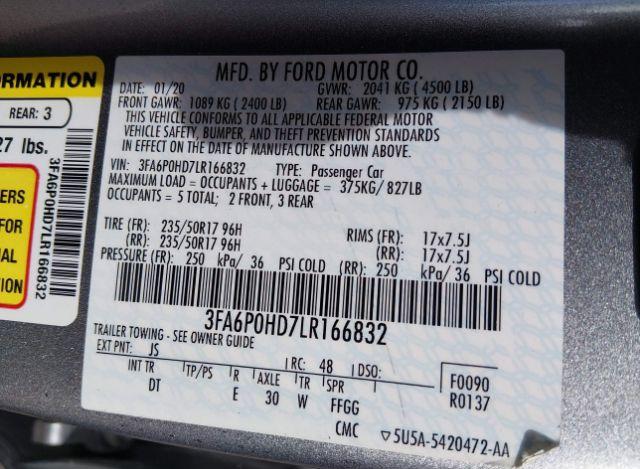 ORMATION
REAR: 3
27 lbs.
ERS
FOR
AL
ION
3FA6P0HD7LR166832
MFD. BY FORD MOTOR CO.
DATE: 01/20 GVWR: 2041 KG ( 4500 LB)
FRONT GAWR: 1089 KG ( 2400 LB) REAR GAWR: 975 KG ( 2150 LB)
THIS VEHICLE CONFORMS TO ALL APPLICABLE FEDERAL MOTOR
VEHICLE SAFETY, BUMPER, AND THEFT PREVENTION STANDARDS
IN EFFECT ON THE DATE OF MANUFACTURE SHOWN ABOVE.
VIN: 3FA6P0HD7LR166832 TYPE: Passenger Car
MAXIMUM LOAD = OCCUPANTS + LUGGAGE = 375KG/ 827LB
OCCUPANTS = 5 TOTAL; 2 FRONT, 3 REAR
TIRE (FR): 235/50R17 96H RIMS (FR): 17x7.5J
(RR): 235/50R17 96H (RR): 17x7.5J
PRESSURE (FR): 250 kPa/ 36 PSI COLD (RR): 250 kPa/ 36 PSI COLD
3FA6P0HD7LR166832
TRAILER TOWING - SEE OWNER GUIDE
EXT PNT: JS RC: 48 DSO: F0090
INT TR TP/PS R AXLE TR SPR R0137
DT E 30 W FFGG
CMC ▽5U5A-5420472-AA